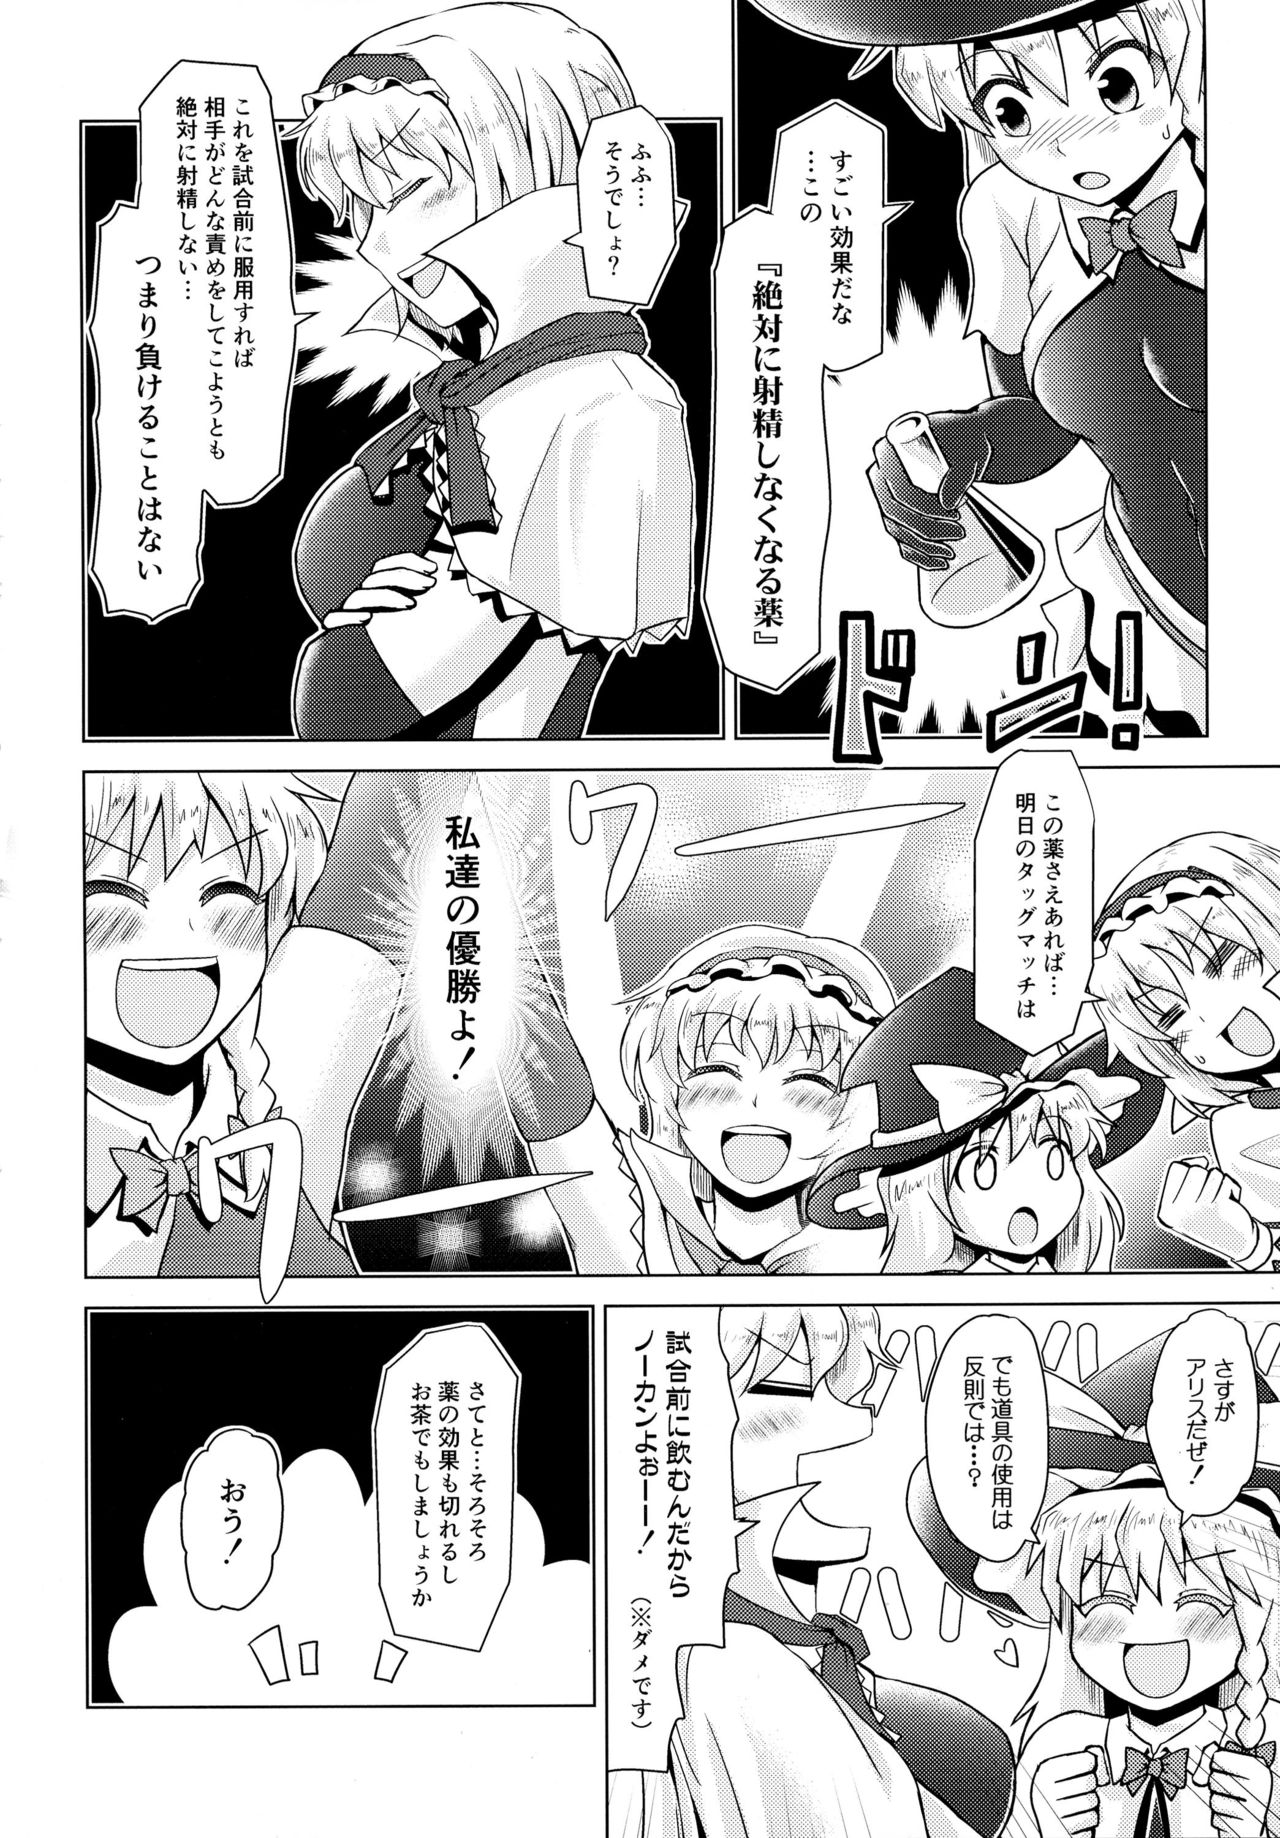 すごい効果だな
…この
『絶対に射精しなくなる薬』
ドン！
ふふ…
そうでしょ？
これを試合前に服用すれば
相手がどんな責めをしてこようとも
絶対に射精しない…
つまり負けることはない
この薬さえあれば…
明日のタッグマッチは
ワー
私達の優勝よ！
ワー
さすが
アリスだぜ！
でも道具の使用は
反則では…？
試合前に飲むんだから
ノーカンよぉーー！
（※ダメです）
さてと…そろそろ
薬の効果も切れるし
お茶でもしましょうか
おう！